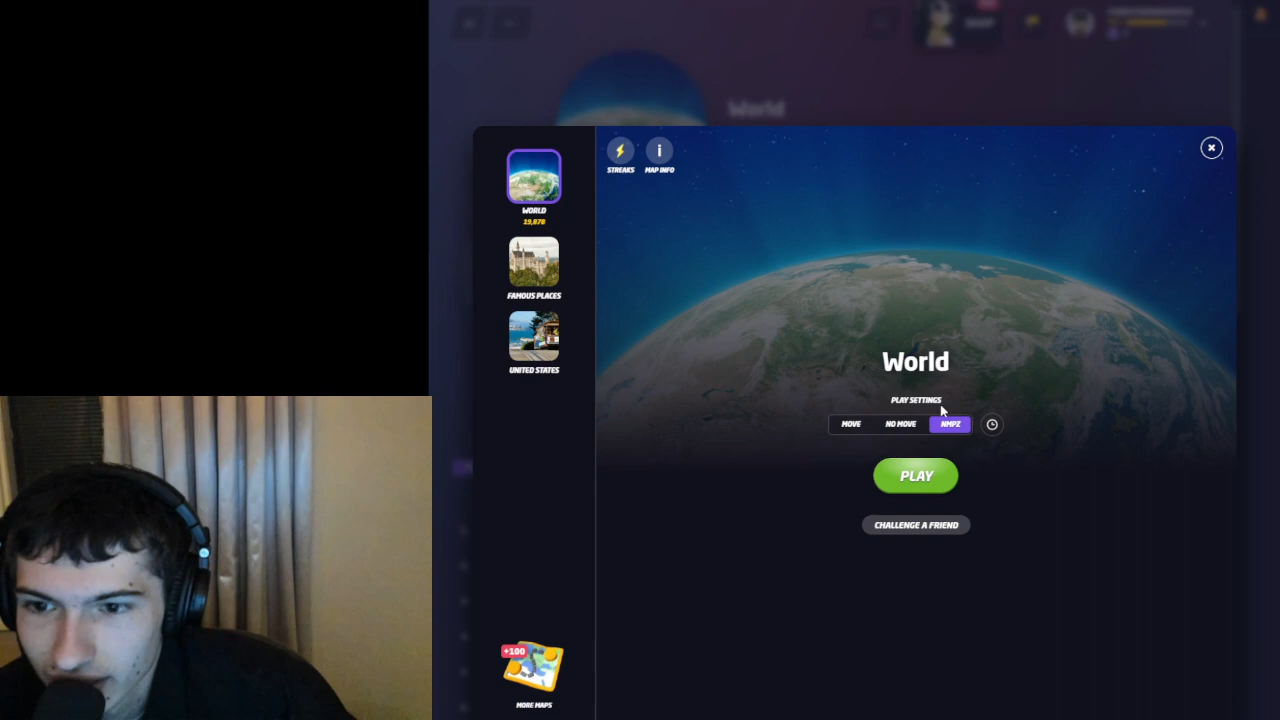 World
STREAKS
MAP INFO
WORLD
19,878
FAMOUS PLACES
UNITED STATES
World
PLAY SETTINGS
MOVE
NO MOVE
NMPZ
PLAY
CHALLENGE A FRIEND
+100
MORE MAPS